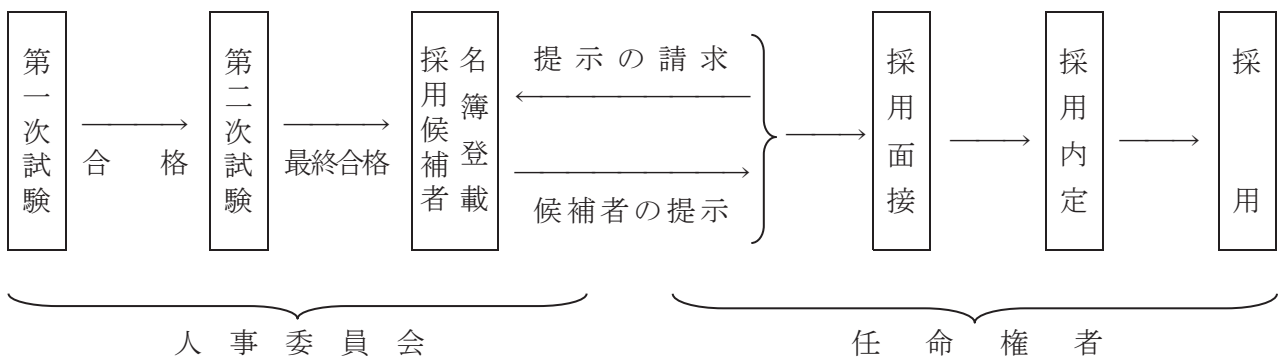 第一次試験
合格
第二次試験
最終合格
採用候補者
名簿登載
提示の請求
候補者の提示
採用面接
採用内定
採用
人事委員会
任命権者